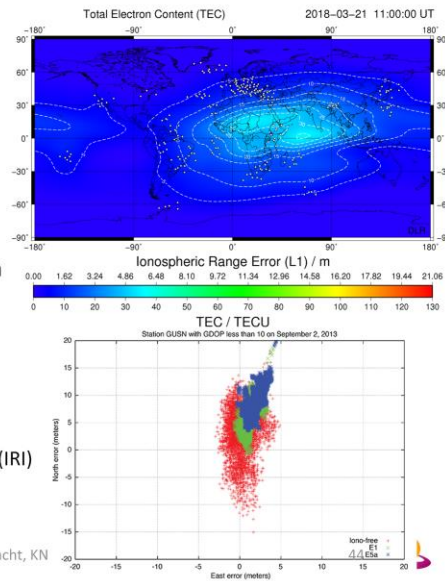 Total Electron Content (TEC) 2018-03-21 11:00:00 UT
-180° -90° 0° 90° 180°
90° 90°
60° 60°
30° 30°
0° 0°
-30° -30°
-60° -60°
-90° -90°
DLR
-180° -90° 0° 90° 180°
Ionospheric Range Error (L1) / m
0.00 1.62 3.24 4.86 6.48 8.10 9.72 11.34 12.96 14.58 16.20 17.82 19.44 21.06
0 10 20 30 40 50 60 70 80 90 100 110 120 130
TEC / TECU
Station GUSN with GDOP less than 10 on September 2, 2013
20
15
10
5
0
-5
-10
-15
-20
North error (meters)
(IRI)
Iono-free
E1
E5a
-20 -15 -10 -5 0 5 10 15 20
East error (meters)
acht, KN
44